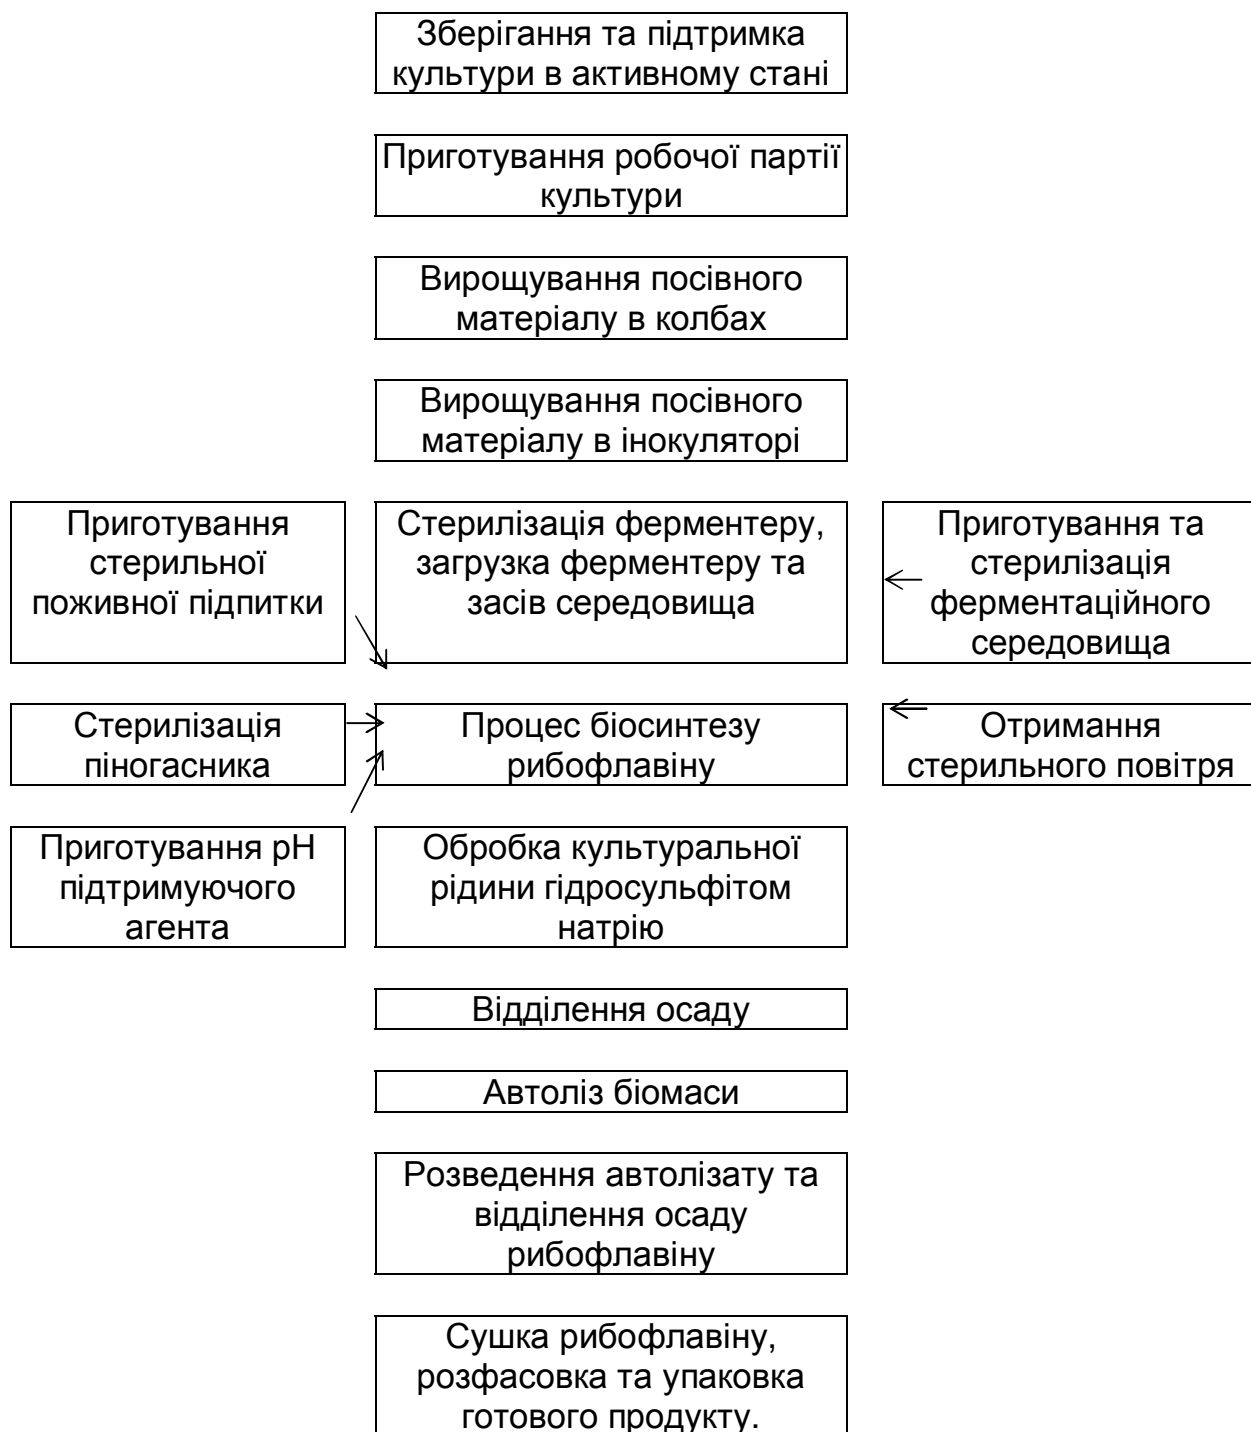 Зберігання та підтримка
культури в активному стані
Приготування робочої партії
культури
Вирощування посівного
матеріалу в колбах
Вирощування посівного
матеріалу в інокуляторі
Приготування
стерильної
поживної підпитки
Стерилізація ферментеру,
загрузка ферментеру та
засів середовища
Приготування та
стерилізація
ферментаційного
середовища
Стерилізація
піногасника
Процес біосинтезу
рибофлавіну
Отримання
стерильного повітря
Приготування рН
підтримуючого
агента
Обробка культуральної
рідини гідросульфітом
натрію
Відділення осаду
Автоліз біомаси
Розведення автолізату та
відділення осаду
рибофлавіну
Сушка рибофлавіну,
розфасовка та упаковка
готового продукту.